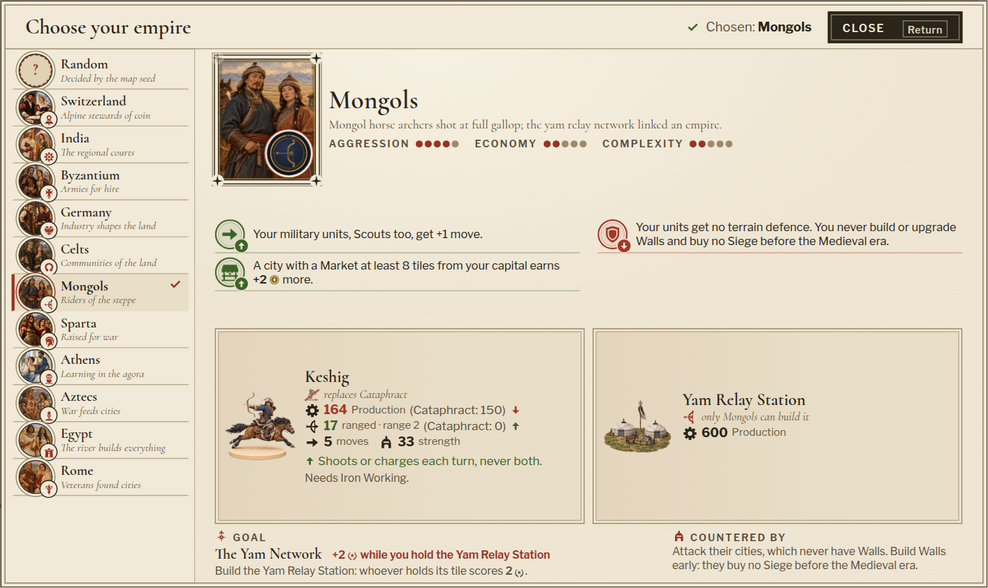 Choose your empire
Chosen: Mongols
CLOSE Return
?
Random
Decided by the map seed
Switzerland
Alpine stewards of coin
India
The regional courts
Byzantium
Armies for hire
Germany
Industry shapes the land
Celts
Communities of the land
Mongols
Riders of the steppe
Sparta
Raised for war
Athens
Learning in the agora
Aztecs
War feeds cities
Egypt
The river builds everything
Rome
Veterans found cities
Mongols
Mongol horse archers shot at full gallop; the yam relay network linked an empire.
AGGRESSION ECONOMY COMPLEXITY
Your military units, Scouts too, get +1 move.
A city with a Market at least 8 tiles from your capital earns
+2 more.
Your units get no terrain defence. You never build or upgrade
Walls and buy no Siege before the Medieval era.
Keshig
replaces Cataphract
164 Production (Cataphract: 150)
17 ranged · range 2 (Cataphract: 0)
5 moves 33 strength
Shoots or charges each turn, never both.
Needs Iron Working.
Yam Relay Station
only Mongols can build it
600 Production
GOAL
The Yam Network +2 while you hold the Yam Relay Station
Build the Yam Relay Station: whoever holds its tile scores 2.
COUNTERED BY
Attack their cities, which never have Walls. Build Walls
early: they buy no Siege before the Medieval era.